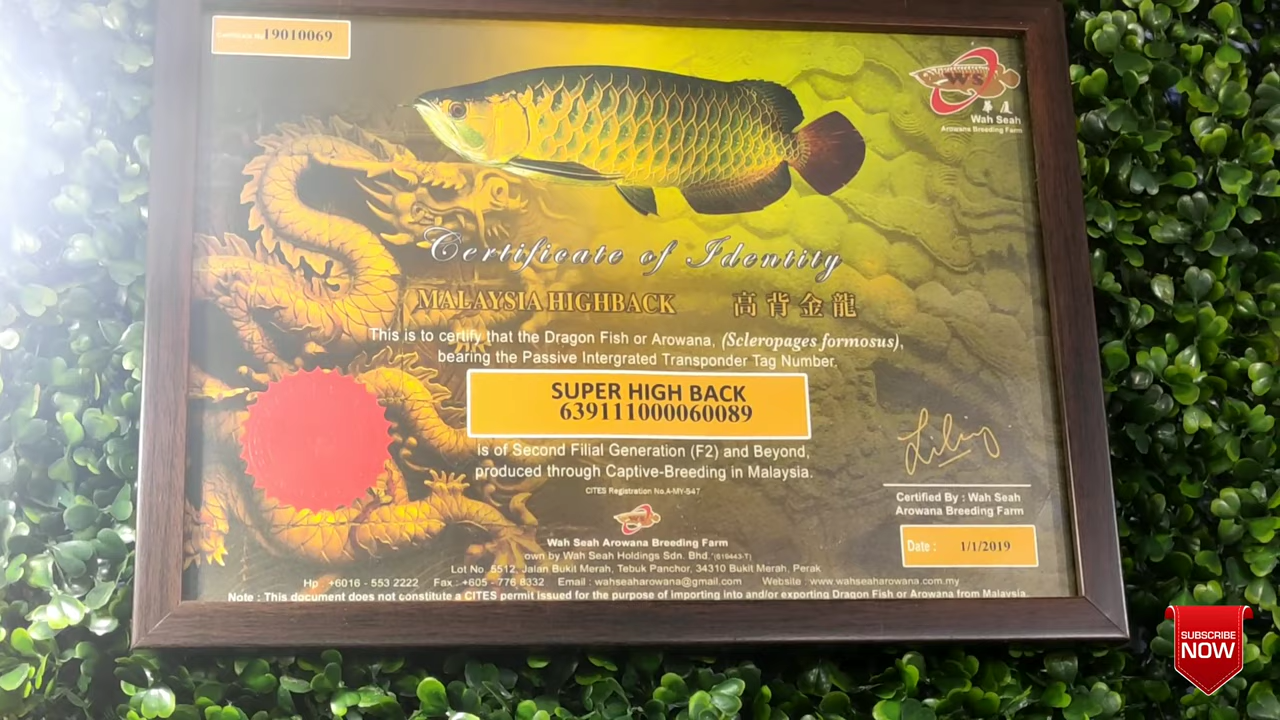 Certificate No 19010069
WS
華厦
Wah Seah
Arowana Breeding Farm
Certificate of Identity
MALAYSIA HIGHBACK 高背金龍
This is to certify that the Dragon Fish or Arowana, (Scleropages formosus),
bearing the Passive Intergrated Transponder Tag Number,
SUPER HIGH BACK
639111000060089
is of Second Filial Generation (F2) and Beyond,
produced through Captive-Breeding in Malaysia.
CITES Registration No.A-MY-547
Certified By : Wah Seah
Arowana Breeding Farm
Date : 1/1/2019
Wah Seah Arowana Breeding Farm
own by Wah Seah Holdings Sdn. Bhd. (616443-T)
Lot No. 5512, Jalan Bukit Merah, Tebuk Panchor, 34310 Bukit Merah, Perak
Hp : +6016 - 553 2222 Fax : +605 - 776 8332 Email : wahseaharowana@gmail.com Website : www.wahseaharowana.com.my
Note : This document does not constitute a CITES permit issued for the purpose of importing into and/or exporting Dragon Fish or Arowana from Malaysia.
SUBSCRIBE
NOW